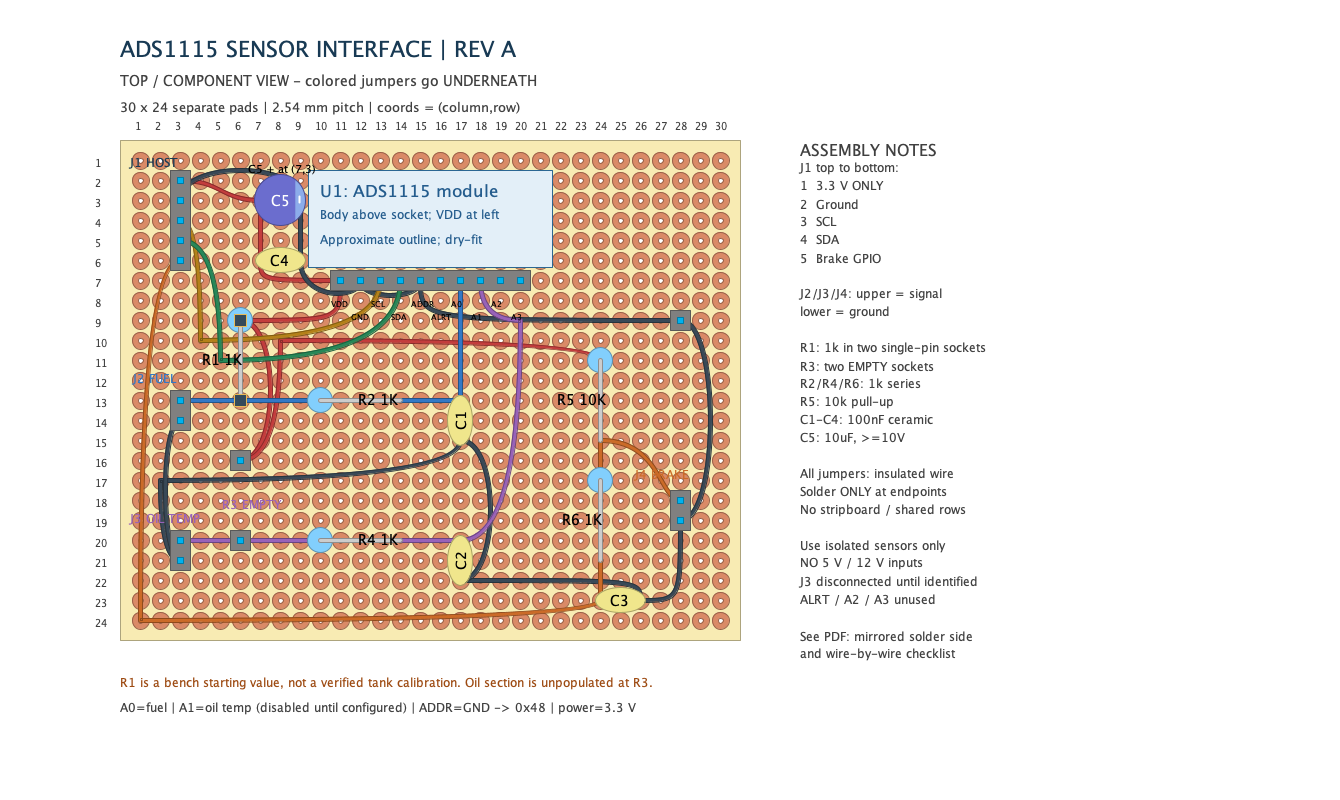 ADS1115 SENSOR INTERFACE | REV A
TOP / COMPONENT VIEW – colored jumpers go UNDERNEATH
30 x 24 separate pads | 2.54 mm pitch | coords = (column,row)
1 2 3 4 5 6 7 8 9 10 11 12 13 14 15 16 17 18 19 20 21 22 23 24 25 26 27 28 29 30
1
2
3
4
5
6
7
8
9
10
11
12
13
14
15
16
17
18
19
20
21
22
23
24
J1 HOST
C5 + at (7,3)
C5
U1: ADS1115 module
Body above socket; VDD at left
Approximate outline; dry-fit
C4
VDD SCL ADDR A0 A2
GND SDA ALRT A1 A3
R1 1K
J2 FUEL
R2 1K
R5 10K
C1
R3 EMPTY
J3 OIL TEMP
R6 1K
R4 1K
C2
C3
ASSEMBLY NOTES
J1 top to bottom:
1 3.3 V ONLY
2 Ground
3 SCL
4 SDA
5 Brake GPIO
J2/J3/J4: upper = signal
lower = ground
R1: 1k in two single-pin sockets
R3: two EMPTY sockets
R2/R4/R6: 1k series
R5: 10k pull-up
C1-C4: 100nF ceramic
C5: 10uF, >=10V
All jumpers: insulated wire
Solder ONLY at endpoints
No stripboard / shared rows
Use isolated sensors only
NO 5 V / 12 V inputs
J3 disconnected until identified
ALRT / A2 / A3 unused
See PDF: mirrored solder side
and wire-by-wire checklist
R1 is a bench starting value, not a verified tank calibration. Oil section is unpopulated at R3.
A0=fuel | A1=oil temp (disabled until configured) | ADDR=GND -> 0x48 | power=3.3 V